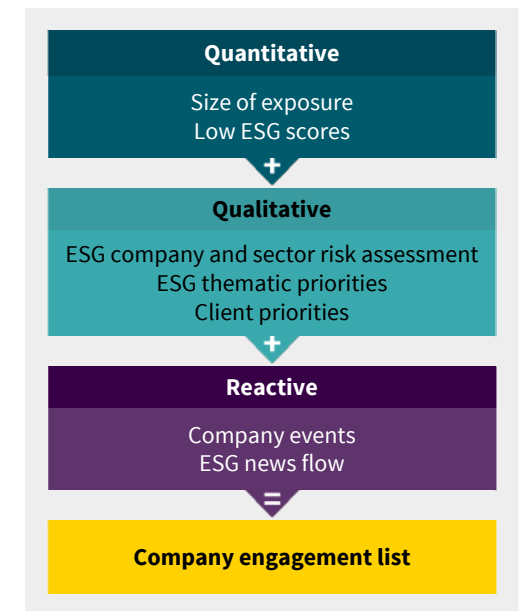 Quantitative
Size of exposure
Low ESG scores
+
Qualitative
ESG company and sector risk assessment
ESG thematic priorities
Client priorities
+
Reactive
Company events
ESG news flow
=
Company engagement list